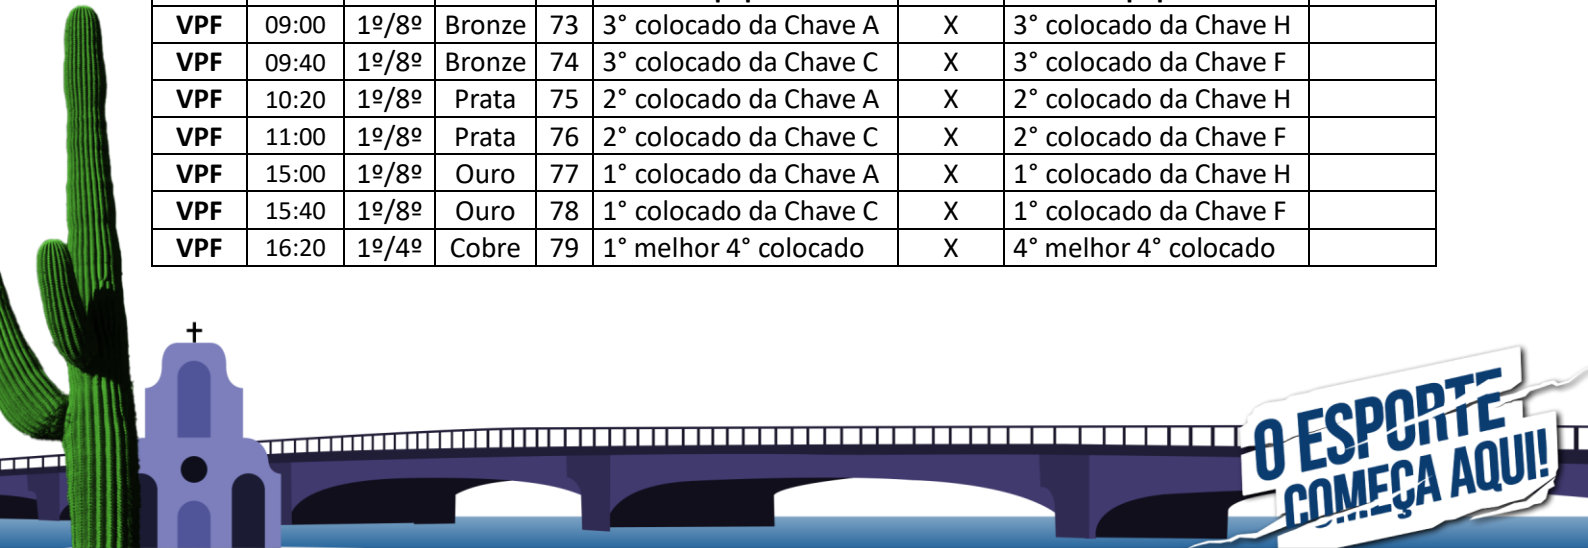 VPF 09:00 1º/8º Bronze 73 3° colocado da Chave A X 3° colocado da Chave H
VPF 09:40 1º/8º Bronze 74 3° colocado da Chave C X 3° colocado da Chave F
VPF 10:20 1º/8º Prata 75 2° colocado da Chave A X 2° colocado da Chave H
VPF 11:00 1º/8º Prata 76 2° colocado da Chave C X 2° colocado da Chave F
VPF 15:00 1º/8º Ouro 77 1° colocado da Chave A X 1° colocado da Chave H
VPF 15:40 1º/8º Ouro 78 1° colocado da Chave C X 1° colocado da Chave F
VPF 16:20 1º/4º Cobre 79 1° melhor 4° colocado X 4° melhor 4° colocado
O ESPORTE
COMEÇA AQUI!